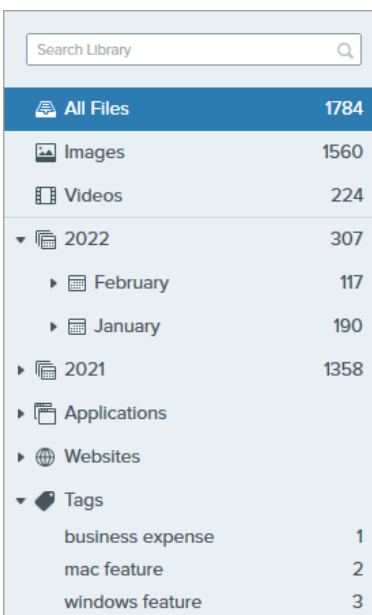 Search Library
All Files 1784
Images 1560
Videos 224
2022 307
February 117
January 190
2021 1358
Applications
Websites
Tags
business expense 1
mac feature 2
windows feature 3